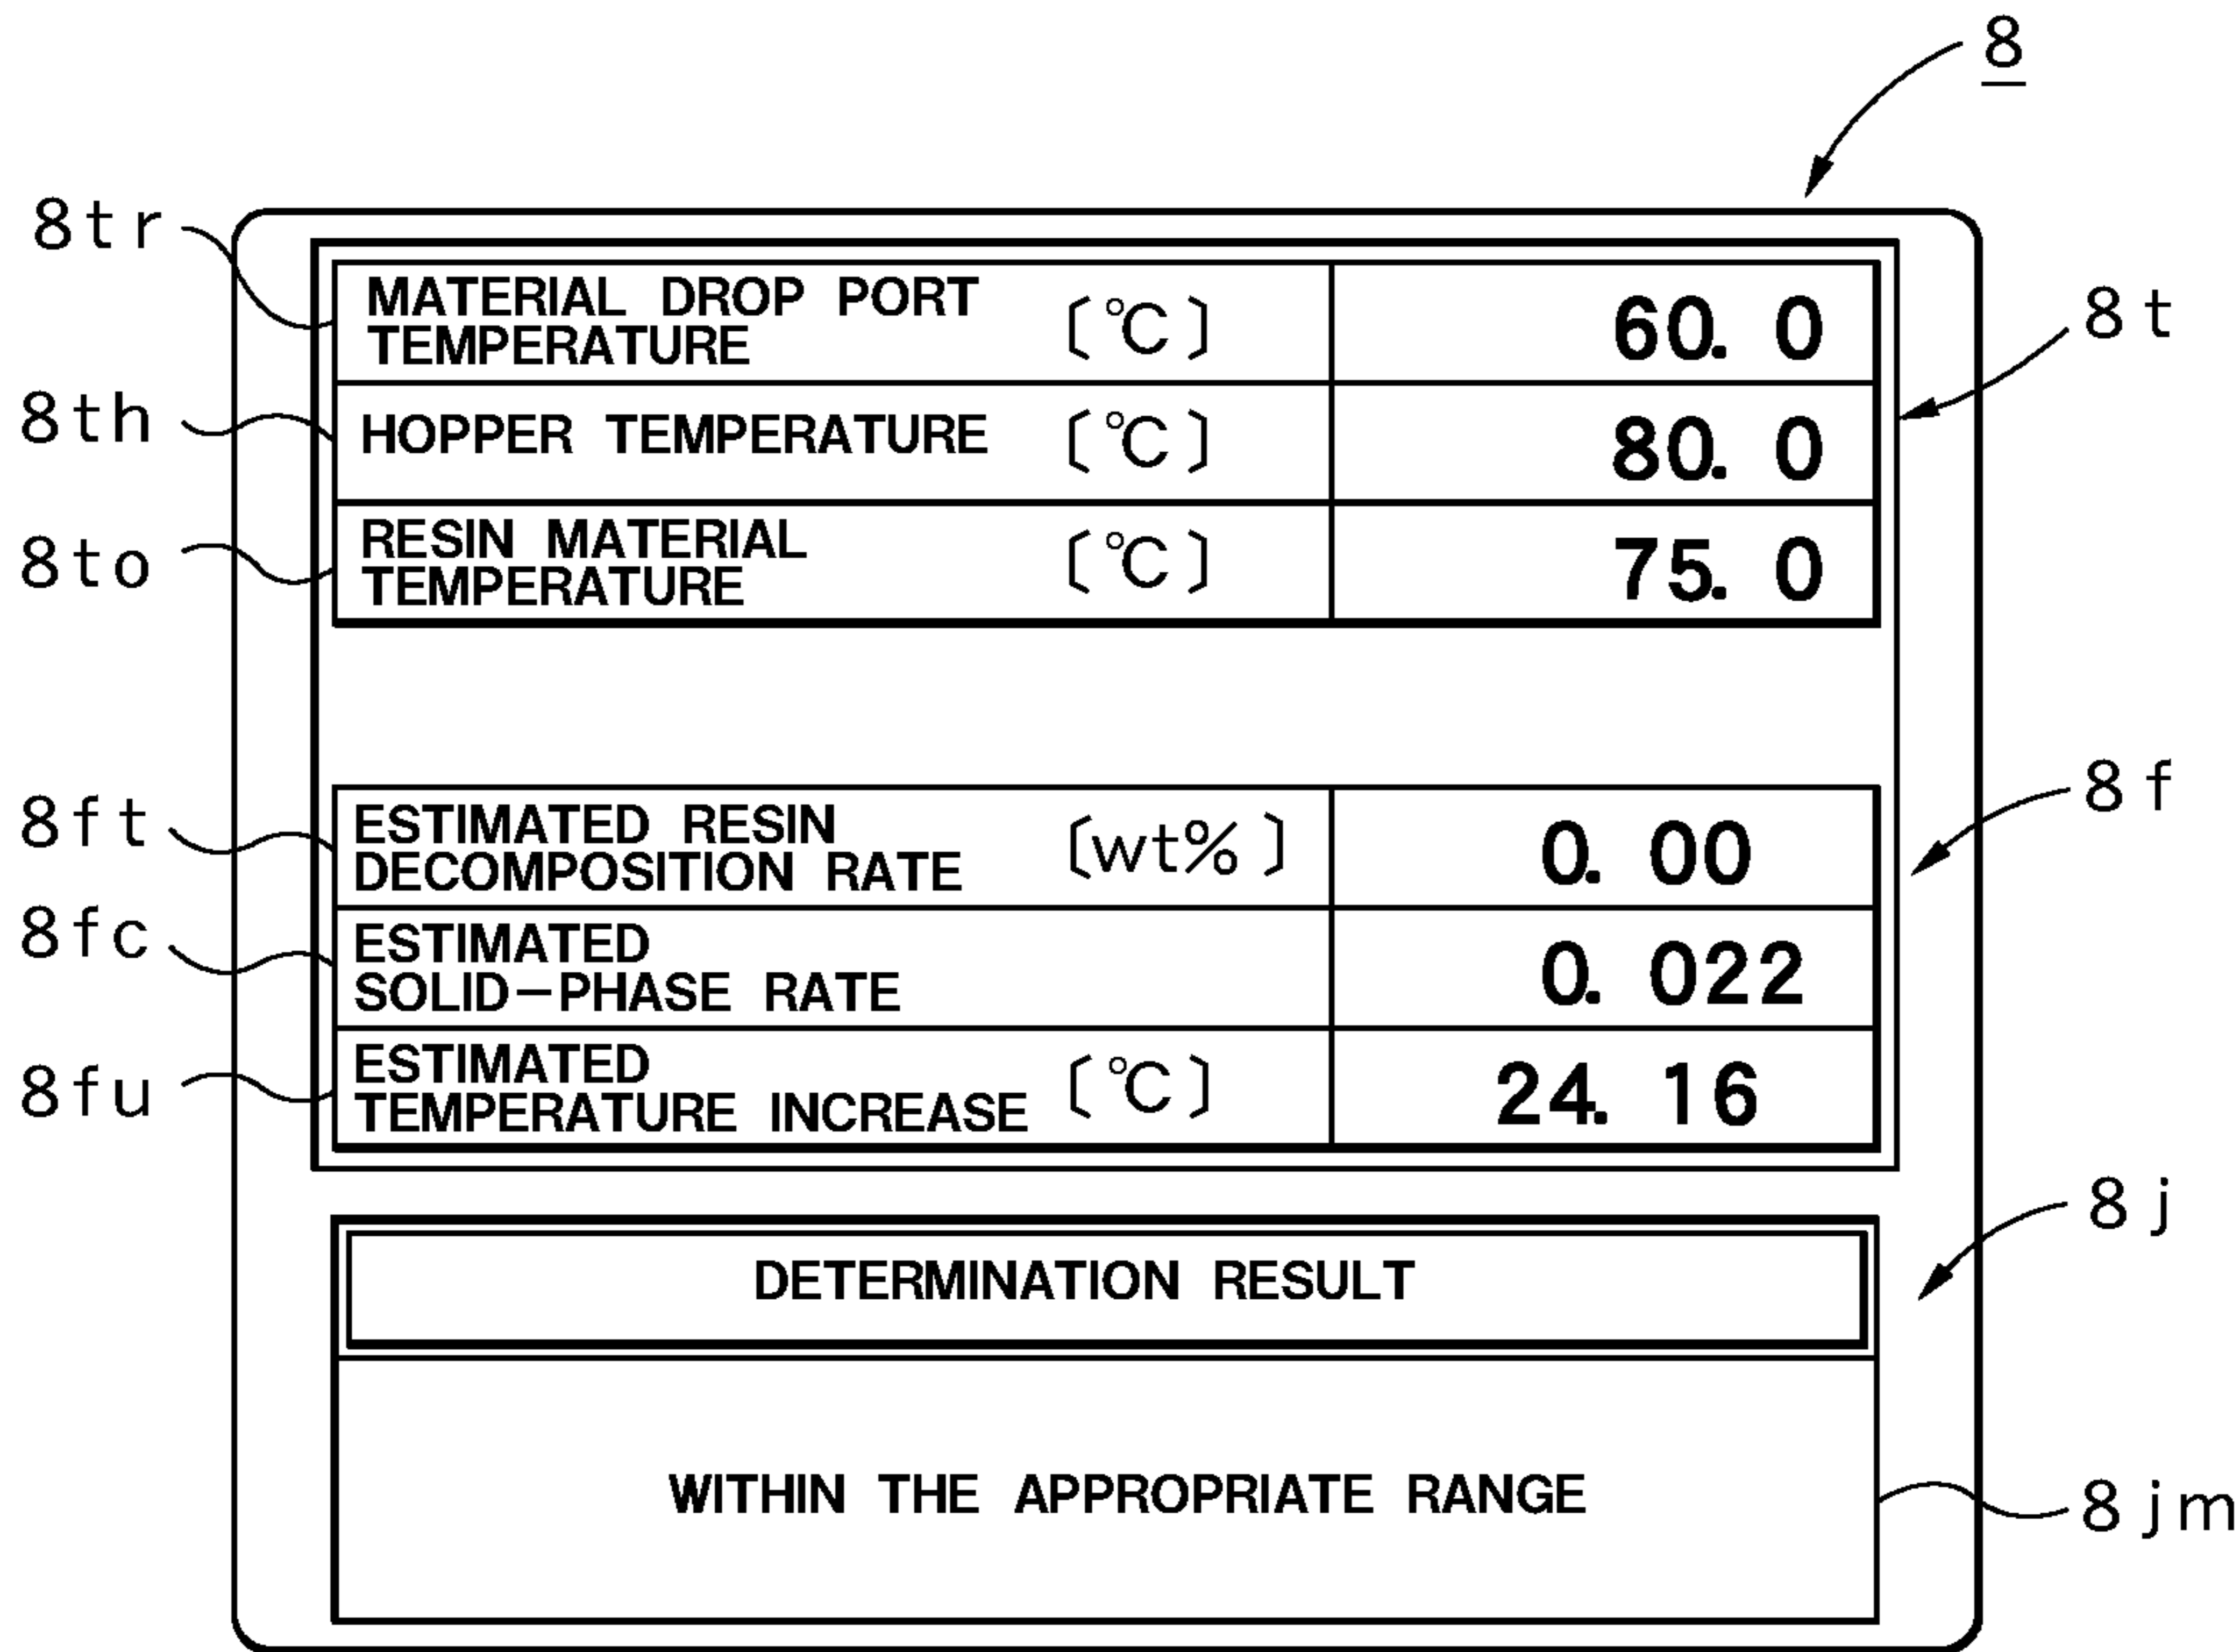 8
8tr
MATERIAL DROP PORT
TEMPERATURE 〔℃〕 60. 0
8t
8th
HOPPER TEMPERATURE 〔℃〕 80. 0
8to
RESIN MATERIAL
TEMPERATURE 〔℃〕 75. 0
8f
8ft
ESTIMATED RESIN
DECOMPOSITION RATE 〔wt%〕 0. 00
8fc
ESTIMATED
SOLID-PHASE RATE 0. 022
8fu
ESTIMATED
TEMPERATURE INCREASE 〔℃〕 24. 16
8j
DETERMINATION RESULT
WITHIN THE APPROPRIATE RANGE
8jm